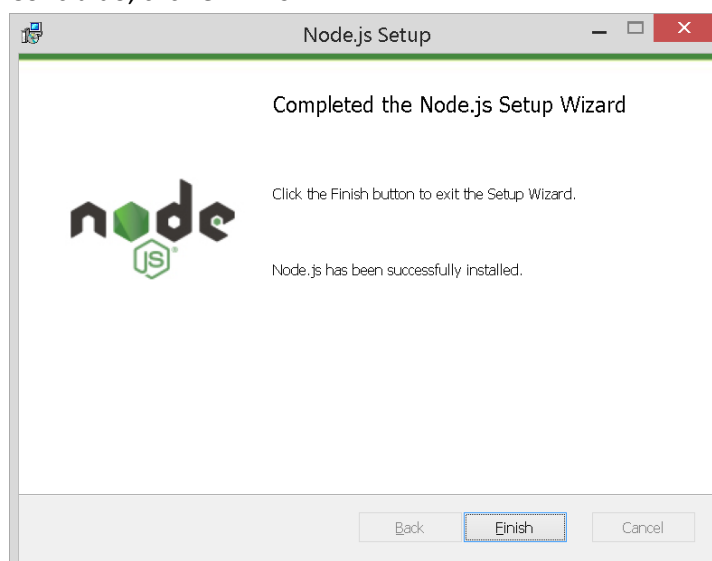 Node.js Setup
Completed the Node.js Setup Wizard
Click the Finish button to exit the Setup Wizard.
node
JS
Node.js has been successfully installed.
Back Finish Cancel